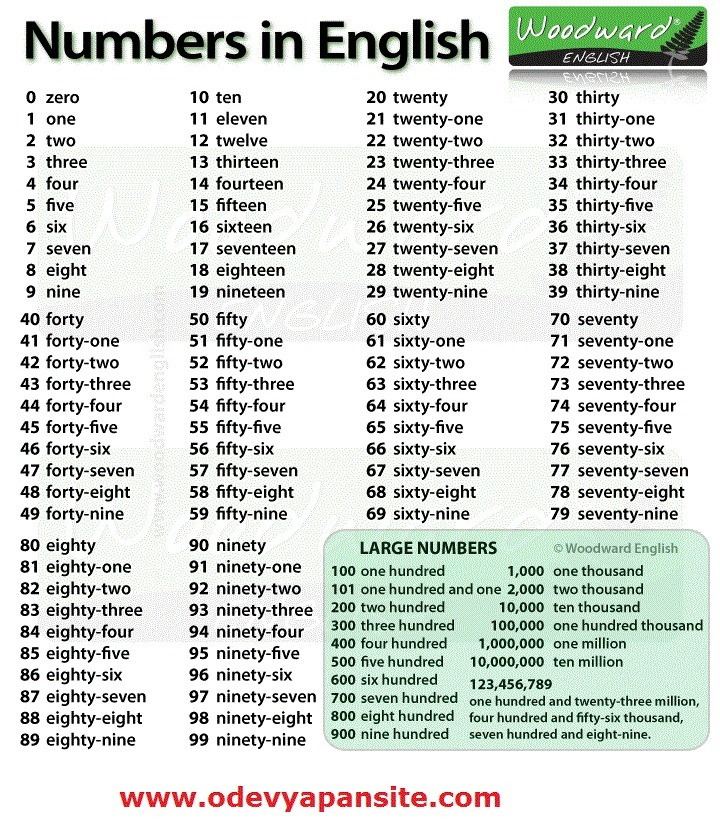 Numbers in English
Woodward®
ENGLISH
0 zero
1 one
2 two
3 three
4 four
5 five
6 six
7 seven
8 eight
9 nine
10 ten
11 eleven
12 twelve
13 thirteen
14 fourteen
15 fifteen
16 sixteen
17 seventeen
18 eighteen
19 nineteen
20 twenty
21 twenty-one
22 twenty-two
23 twenty-three
24 twenty-four
25 twenty-five
26 twenty-six
27 twenty-seven
28 twenty-eight
29 twenty-nine
30 thirty
31 thirty-one
32 thirty-two
33 thirty-three
34 thirty-four
35 thirty-five
36 thirty-six
37 thirty-seven
38 thirty-eight
39 thirty-nine
40 forty
41 forty-one
42 forty-two
43 forty-three
44 forty-four
45 forty-five
46 forty-six
47 forty-seven
48 forty-eight
49 forty-nine
50 fifty
51 fifty-one
52 fifty-two
53 fifty-three
54 fifty-four
55 fifty-five
56 fifty-six
57 fifty-seven
58 fifty-eight
59 fifty-nine
60 sixty
61 sixty-one
62 sixty-two
63 sixty-three
64 sixty-four
65 sixty-five
66 sixty-six
67 sixty-seven
68 sixty-eight
69 sixty-nine
70 seventy
71 seventy-one
72 seventy-two
73 seventy-three
74 seventy-four
75 seventy-five
76 seventy-six
77 seventy-seven
78 seventy-eight
79 seventy-nine
80 eighty
81 eighty-one
82 eighty-two
83 eighty-three
84 eighty-four
85 eighty-five
86 eighty-six
87 eighty-seven
88 eighty-eight
89 eighty-nine
90 ninety
91 ninety-one
92 ninety-two
93 ninety-three
94 ninety-four
95 ninety-five
96 ninety-six
97 ninety-seven
98 ninety-eight
99 ninety-nine
LARGE NUMBERS
© Woodward English
100 one hundred
101 one hundred and one
200 two hundred
300 three hundred
400 four hundred
500 five hundred
600 six hundred
700 seven hundred
800 eight hundred
900 nine hundred
1,000 one thousand
2,000 two thousand
10,000 ten thousand
100,000 one hundred thousand
1,000,000 one million
10,000,000 ten million
123,456,789
one hundred and twenty-three million,
four hundred and fifty-six thousand,
seven hundred and eight-nine.
www.woodwardenglish.com
Woodward
ENGLISH
Woodward
www.odevyapansite.com